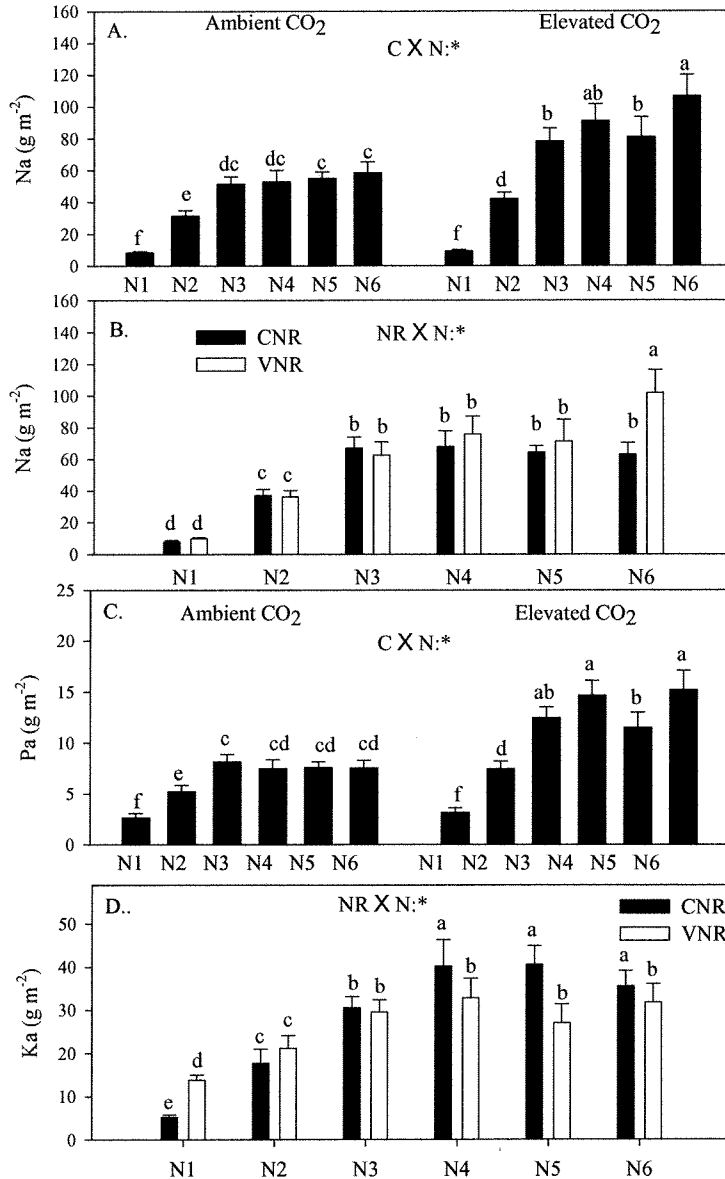 160
A.
Ambient CO2
Elevated CO2
C X N:*
a
140
120
ab
100
b
b
80
dc
dc
c
c
d
60
e
40
f
f
20
0
Na (g m-2)
N1 N2 N3 N4 N5 N6 N1 N2 N3 N4 N5 N6
160
B.
NR X N:*
CNR
VNR
140
a
120
100
b b b b b b b
80
60
c c
40
d d
20
0
Na (g m-2)
N1 N2 N3 N4 N5 N6
25
C.
Ambient CO2
Elevated CO2
C X N:*
20
a
a
ab
b
15
c
cd cd cd
d
10
e
f
f
5
0
Pa (g m-2)
N1 N2 N3 N4 N5 N6 N1 N2 N3 N4 N5 N6
D..
NR X N:*
CNR
VNR
50
a
a
a
40
b b b b b
30
c c
20
d
10
e
0
Ka (g m-2)
N1 N2 N3 N4 N5 N6